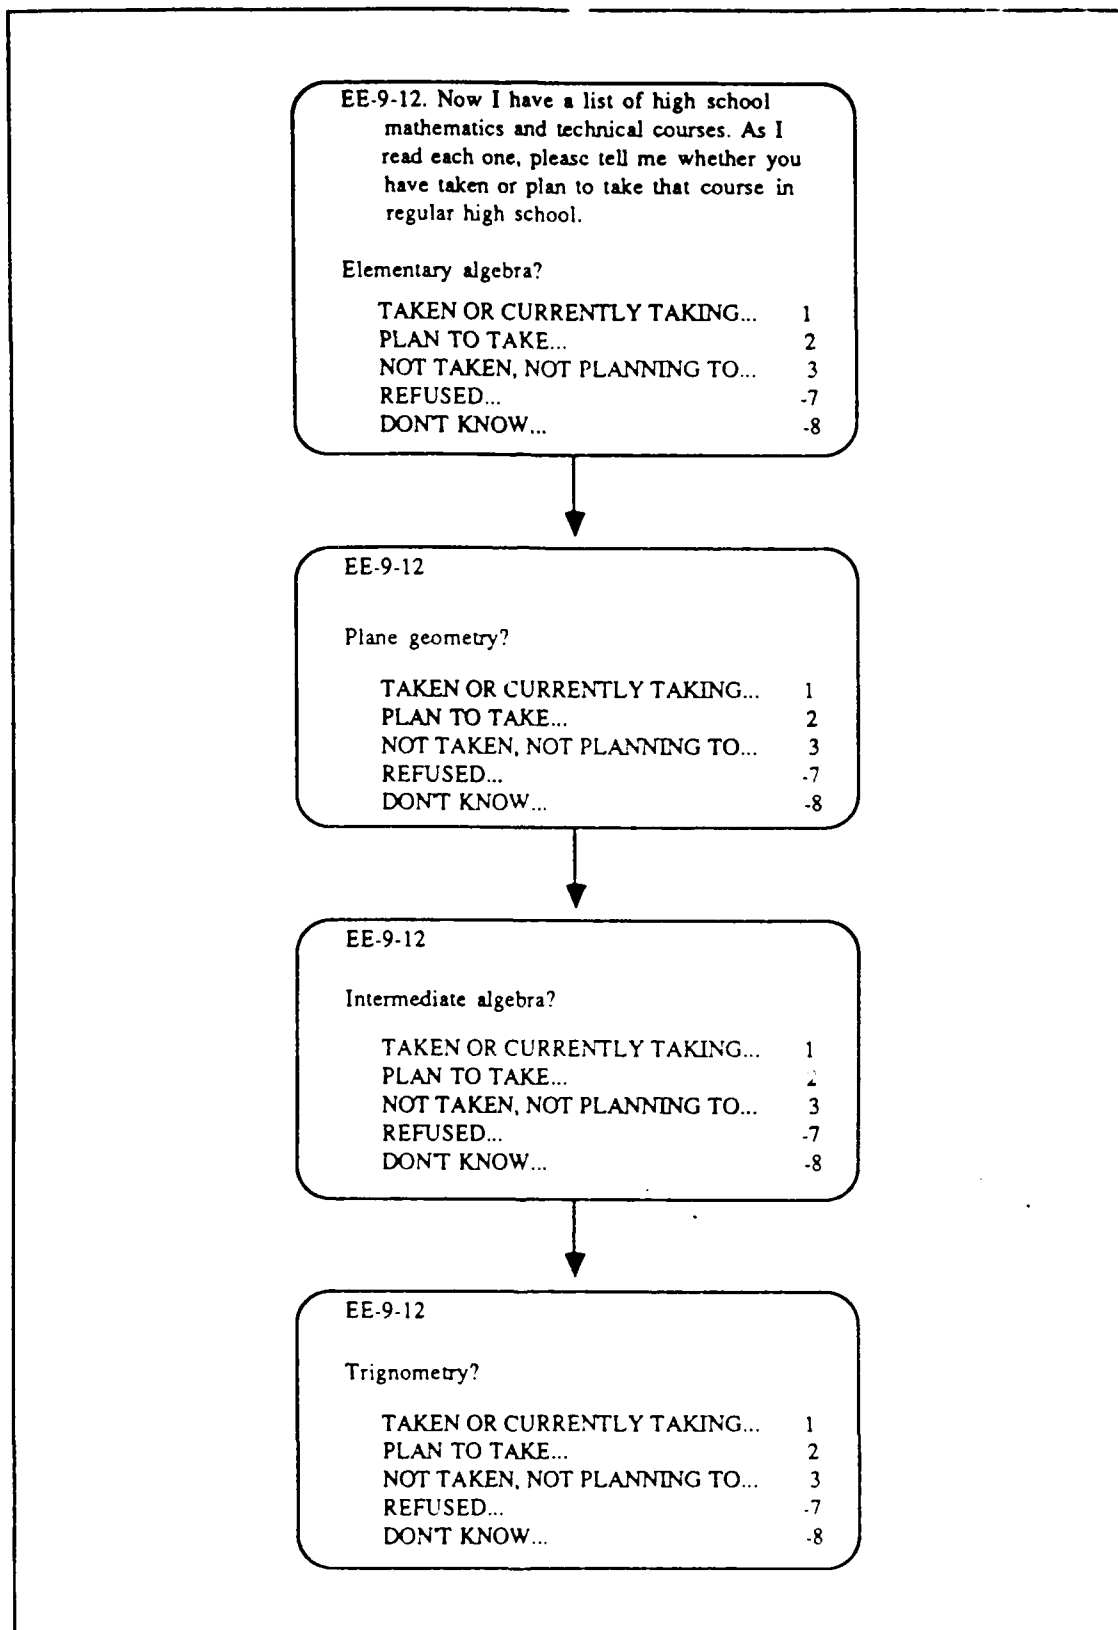 EE-9-12. Now I have a list of high school
mathematics and technical courses. As I
read each one, please tell me whether you
have taken or plan to take that course in
regular high school.
Elementary algebra?
TAKEN OR CURRENTLY TAKING... 1
PLAN TO TAKE... 2
NOT TAKEN, NOT PLANNING TO... 3
REFUSED... -7
DON'T KNOW... -8
EE-9-12
Plane geometry?
TAKEN OR CURRENTLY TAKING... 1
PLAN TO TAKE... 2
NOT TAKEN, NOT PLANNING TO... 3
REFUSED... -7
DON'T KNOW... -8
EE-9-12
Intermediate algebra?
TAKEN OR CURRENTLY TAKING... 1
PLAN TO TAKE... 2
NOT TAKEN, NOT PLANNING TO... 3
REFUSED... -7
DON'T KNOW... -8
EE-9-12
Trignometry?
TAKEN OR CURRENTLY TAKING... 1
PLAN TO TAKE... 2
NOT TAKEN, NOT PLANNING TO... 3
REFUSED... -7
DON'T KNOW... -8